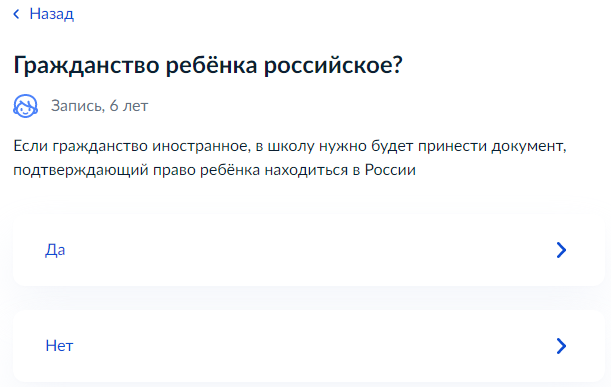 Назад
Гражданство ребёнка российское?
Запись, 6 лет
Если гражданство иностранное, в школу нужно будет принести документ,
подтверждающий право ребёнка находиться в России
Да
Нет